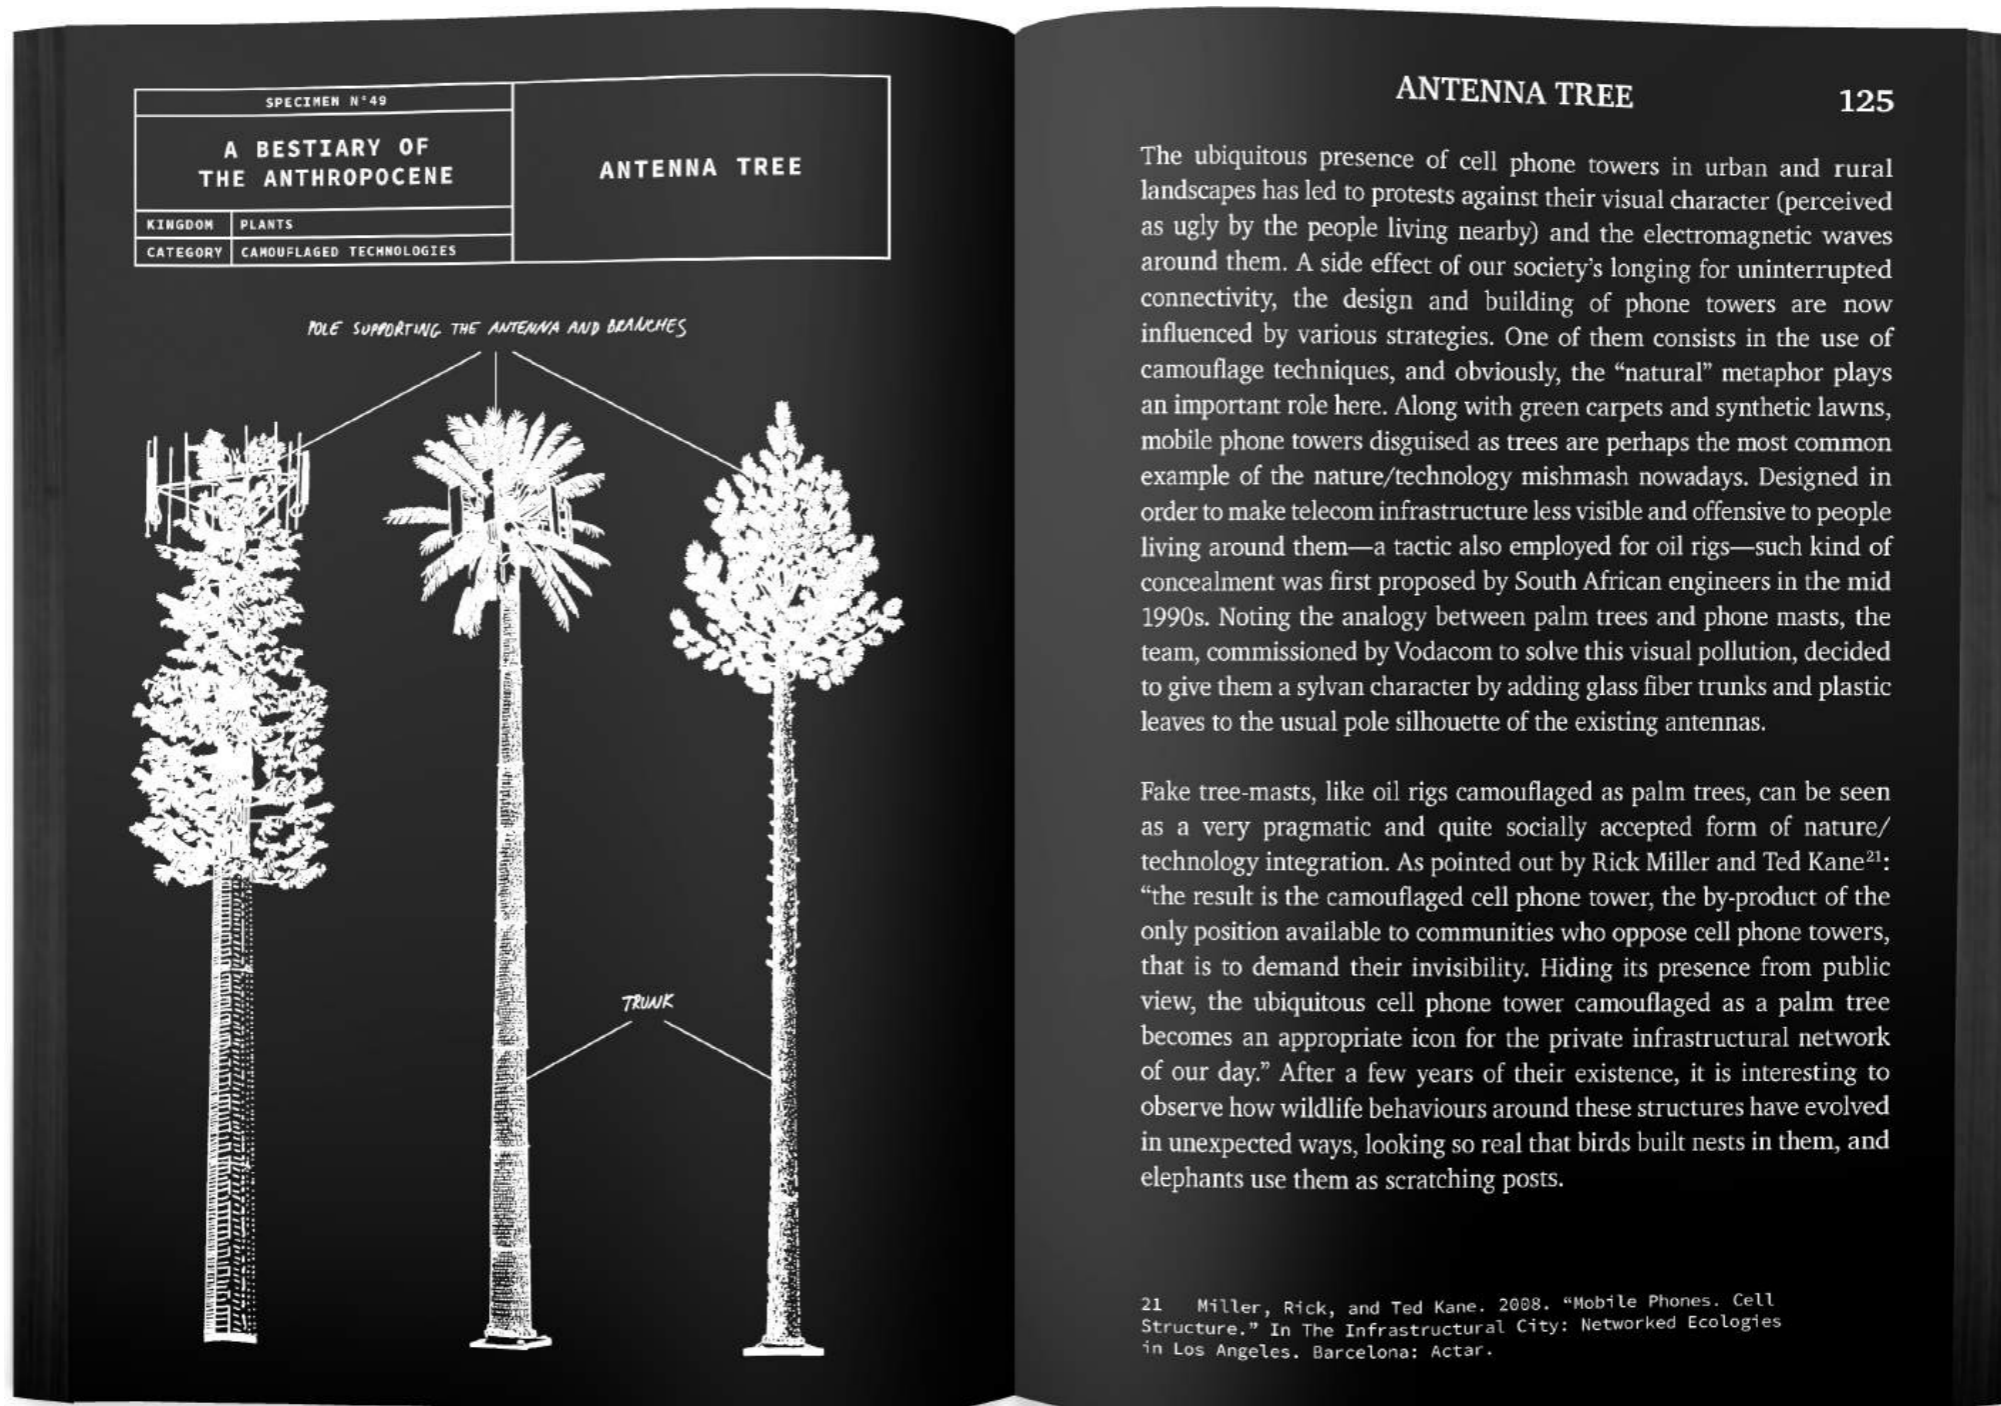 SPECIMEN N°49
A BESTIARY OF
THE ANTHROPOCENE
KINGDOM PLANTS
CATEGORY CAMOUFLAGED TECHNOLOGIES
ANTENNA TREE
POLE SUPPORTING THE ANTENNA AND BRANCHES
TRUNK
ANTENNA TREE 125
The ubiquitous presence of cell phone towers in urban and rural
landscapes has led to protests against their visual character (perceived
as ugly by the people living nearby) and the electromagnetic waves
around them. A side effect of our society’s longing for uninterrupted
connectivity, the design and building of phone towers are now
influenced by various strategies. One of them consists in the use of
camouflage techniques, and obviously, the “natural” metaphor plays
an important role here. Along with green carpets and synthetic lawns,
mobile phone towers disguised as trees are perhaps the most common
example of the nature/technology mishmash nowadays. Designed in
order to make telecom infrastructure less visible and offensive to people
living around them—a tactic also employed for oil rigs—such kind of
concealment was first proposed by South African engineers in the mid
1990s. Noting the analogy between palm trees and phone masts, the
team, commissioned by Vodacom to solve this visual pollution, decided
to give them a sylvan character by adding glass fiber trunks and plastic
leaves to the usual pole silhouette of the existing antennas.
Fake tree-masts, like oil rigs camouflaged as palm trees, can be seen
as a very pragmatic and quite socially accepted form of nature/
technology integration. As pointed out by Rick Miller and Ted Kane²¹:
“the result is the camouflaged cell phone tower, the by-product of the
only position available to communities who oppose cell phone towers,
that is to demand their invisibility. Hiding its presence from public
view, the ubiquitous cell phone tower camouflaged as a palm tree
becomes an appropriate icon for the private infrastructural network
of our day.” After a few years of their existence, it is interesting to
observe how wildlife behaviours around these structures have evolved
in unexpected ways, looking so real that birds built nests in them, and
elephants use them as scratching posts.
21 Miller, Rick, and Ted Kane. 2008. “Mobile Phones. Cell
Structure.” In The Infrastructural City: Networked Ecologies
in Los Angeles. Barcelona: Actar.